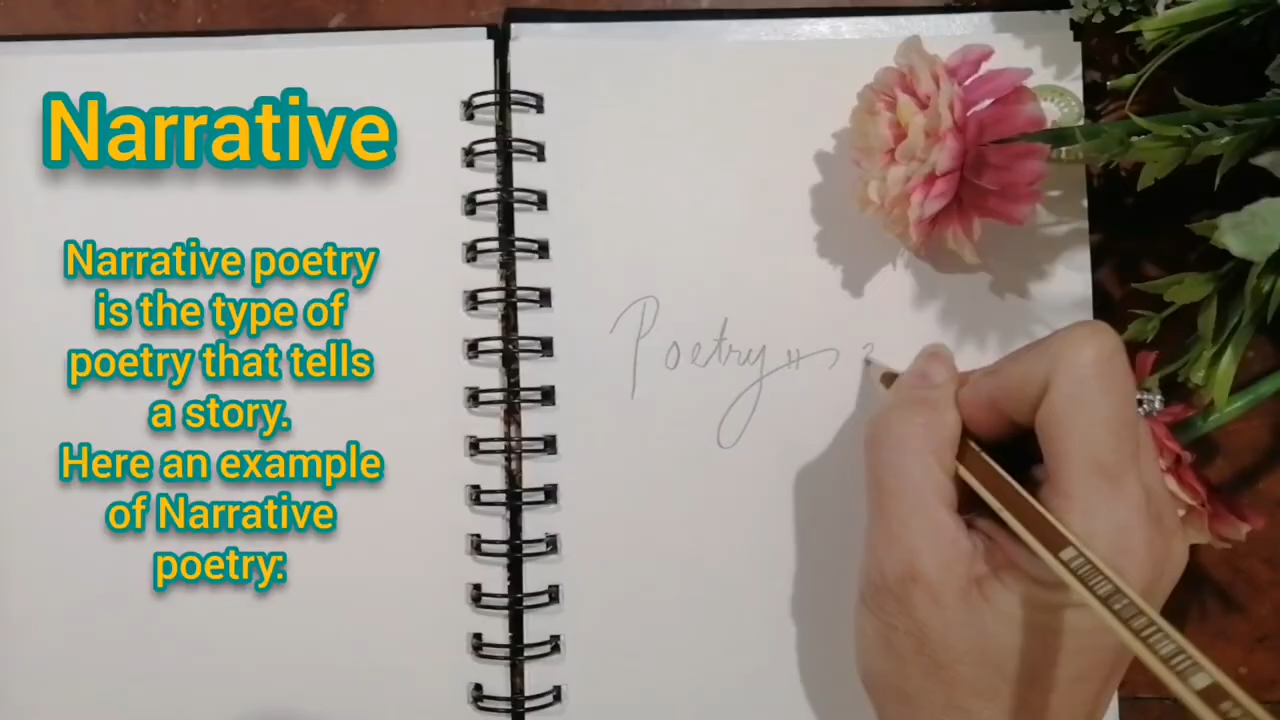 Narrative
Narrative poetry
is the type of
poetry that tells
a story.
Here an example
of Narrative
poetry:
Poetry